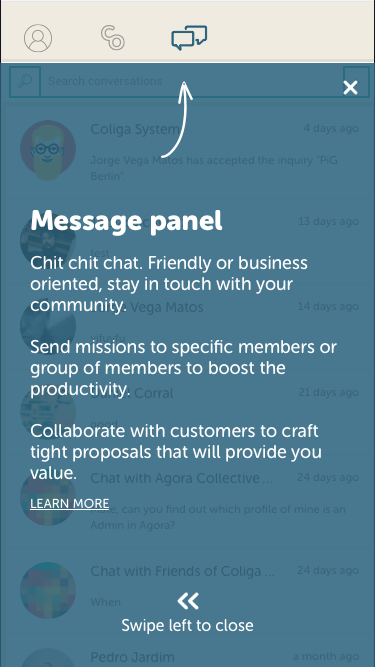 Search conversations
Coliga System
4 days ago
Jorge Vega Matos has accepted the inquiry "PiG
Berlin"
13 days ago
Message panel
test
Chit chit chat. Friendly or business
oriented, stay in touch with your
community.
Vega Matos
14 days ago
Send missions to specific members or
group of members to boost the
productivity.
Corral
21 days ago
Collaborate with customers to craft
tight proposals that will provide you
value.
Chat with Agora Collective ...
24 days ago
LEARN MORE
can you find out which profile of mine is an
Admin in Agora?
Chat with Friends of Coliga ...
24 days ago
When
Swipe left to close
Pedro Jardim
a month ago